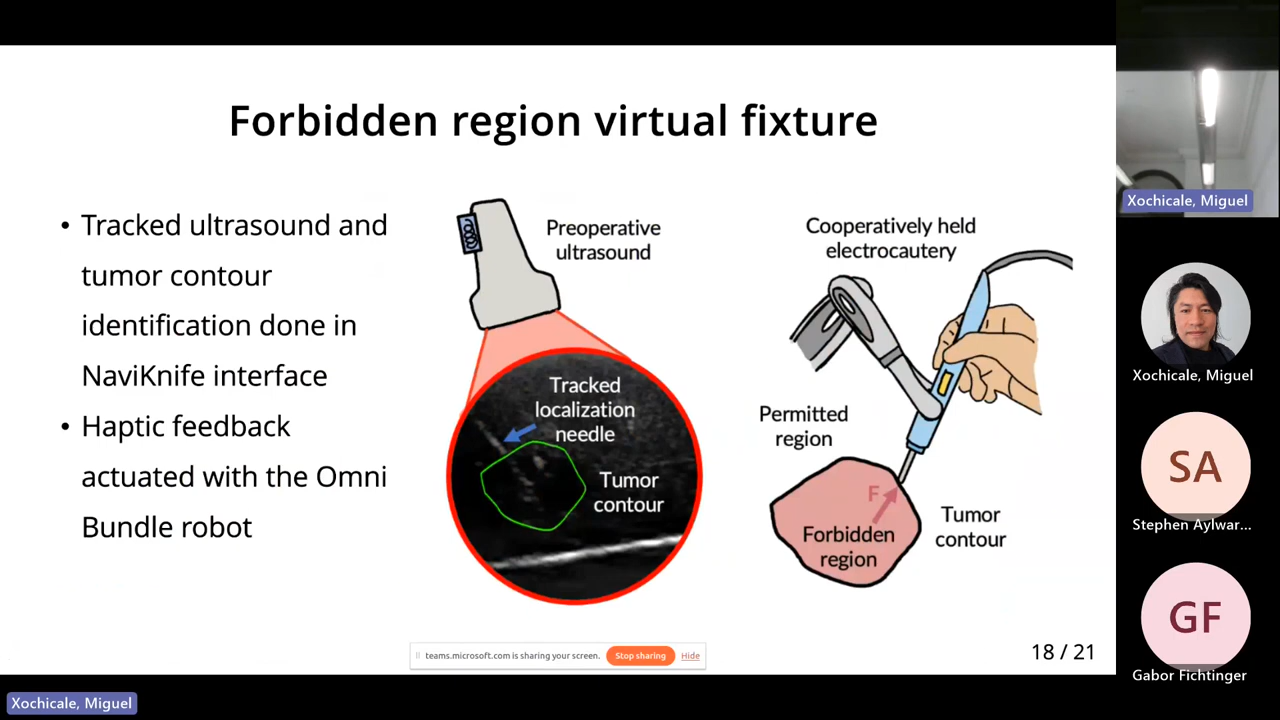 Forbidden region virtual fixture
• Tracked ultrasound and
tumor contour
identification done in
NaviKnife interface
• Haptic feedback
actuated with the Omni
Bundle robot
Preoperative
ultrasound
Tracked
localization
needle
Tumor
contour
Cooperatively held
electrocautery
Permitted
region
F
Forbidden
region
Tumor
contour
teams.microsoft.com is sharing your screen.
Stop sharing
Hide
18 / 21
Xochicale, Miguel
Xochicale, Miguel
Xochicale, Miguel
SA
Stephen Aylwar...
GF
Gabor Fichtinger